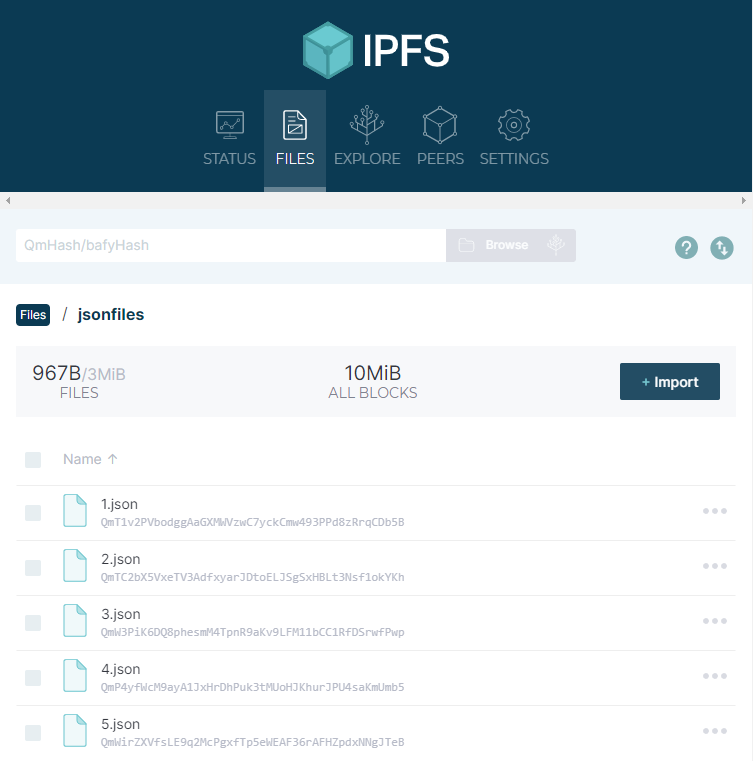 IPFS
STATUS FILES EXPLORE PEERS SETTINGS
QmHash/bafyHash Browse ?
Files / jsonfiles
967B/3MiB 10MiB + Import
FILES ALL BLOCKS
Name ↑
1.json
QmT1v2PVbodggAaGXMWVzwC7yckCmw493PPd8zRrqCDb5B
2.json
QmTC2bX5VxeTV3AdfxyarJDtoELJSgSxHBLt3Nsf1okYKh
3.json
QmW3PiK6DQ8phesmM4TpnR9aKv9LFM11bCC1RfDSrwfPwp
4.json
QmP4yfWcM9ayA1JxHrDhPuk3tMUoHJKhurJPU4saKmUmb5
5.json
QmWirZXVfsLE9q2McPgxfTp5eWEAF36rAFHZpdxNNgJTeB